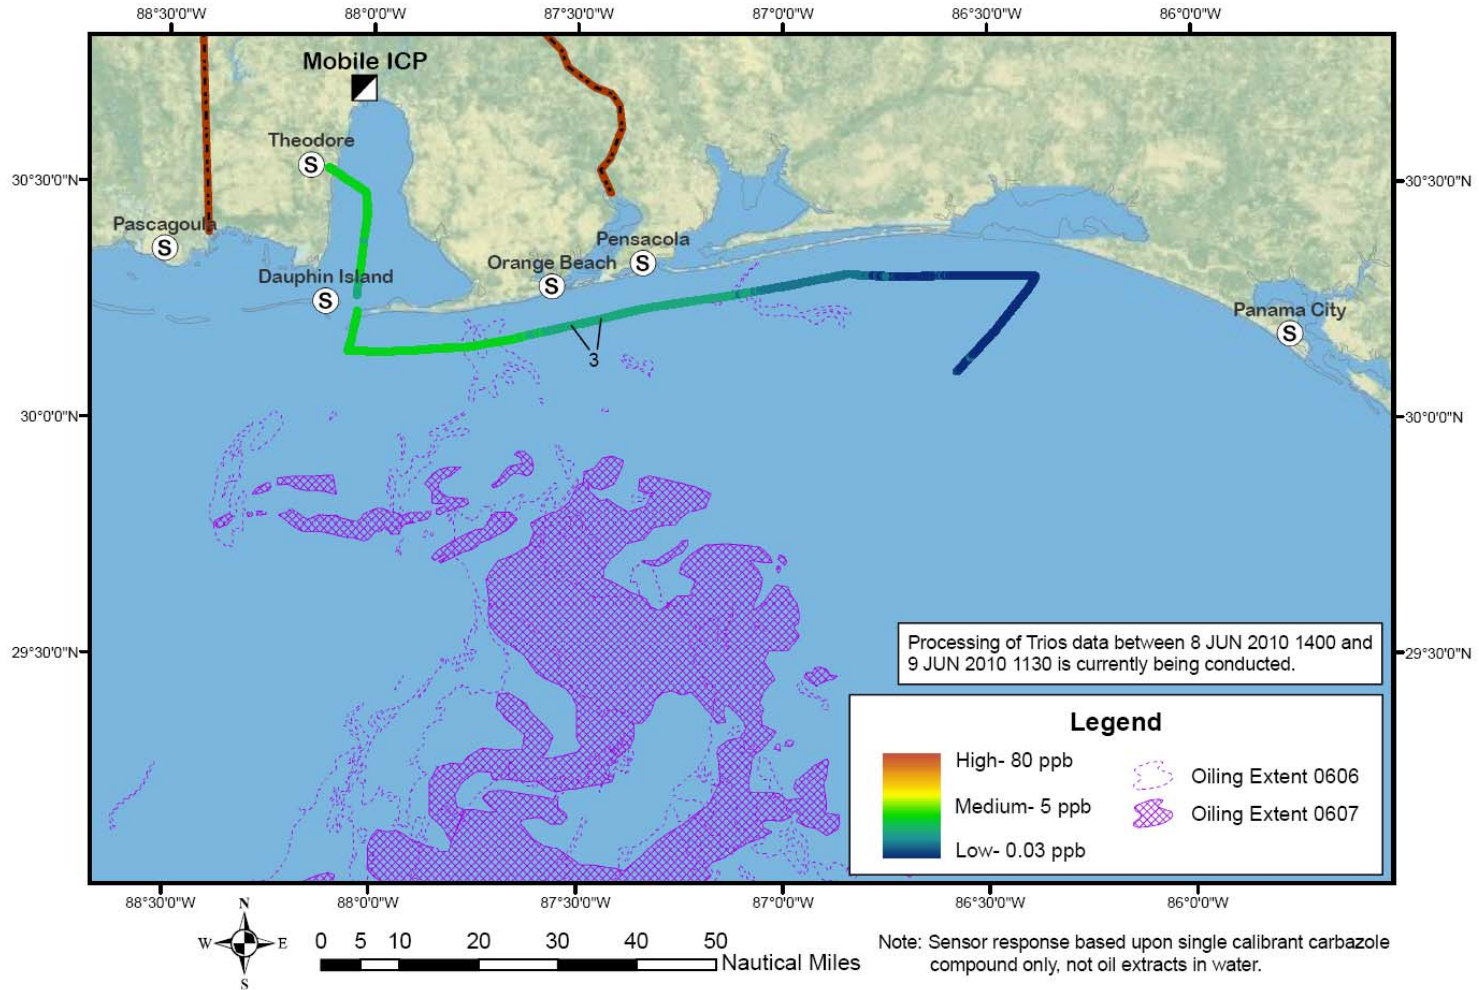 88°30'0"W 88°0'0"W 87°30'0"W 87°0'0"W 86°30'0"W 86°0'0"W
Mobile ICP
Theodore
S
30°30'0"N
30°30'0"N
Pascagoula
S
Pensacola
S
Orange Beach
S
Dauphin Island
S
Panama City
S
3
30°0'0"N
30°0'0"N
Processing of Trios data between 8 JUN 2010 1400 and
9 JUN 2010 1130 is currently being conducted.
29°30'0"N
29°30'0"N
Legend
High- 80 ppb
Medium- 5 ppb
Low- 0.03 ppb
Oiling Extent 0606
Oiling Extent 0607
88°30'0"W 88°0'0"W 87°30'0"W 87°0'0"W 86°30'0"W 86°0'0"W
N
W E
S
0 5 10 20 30 40 50
Nautical Miles
Note: Sensor response based upon single calibrant carbazole
compound only, not oil extracts in water.